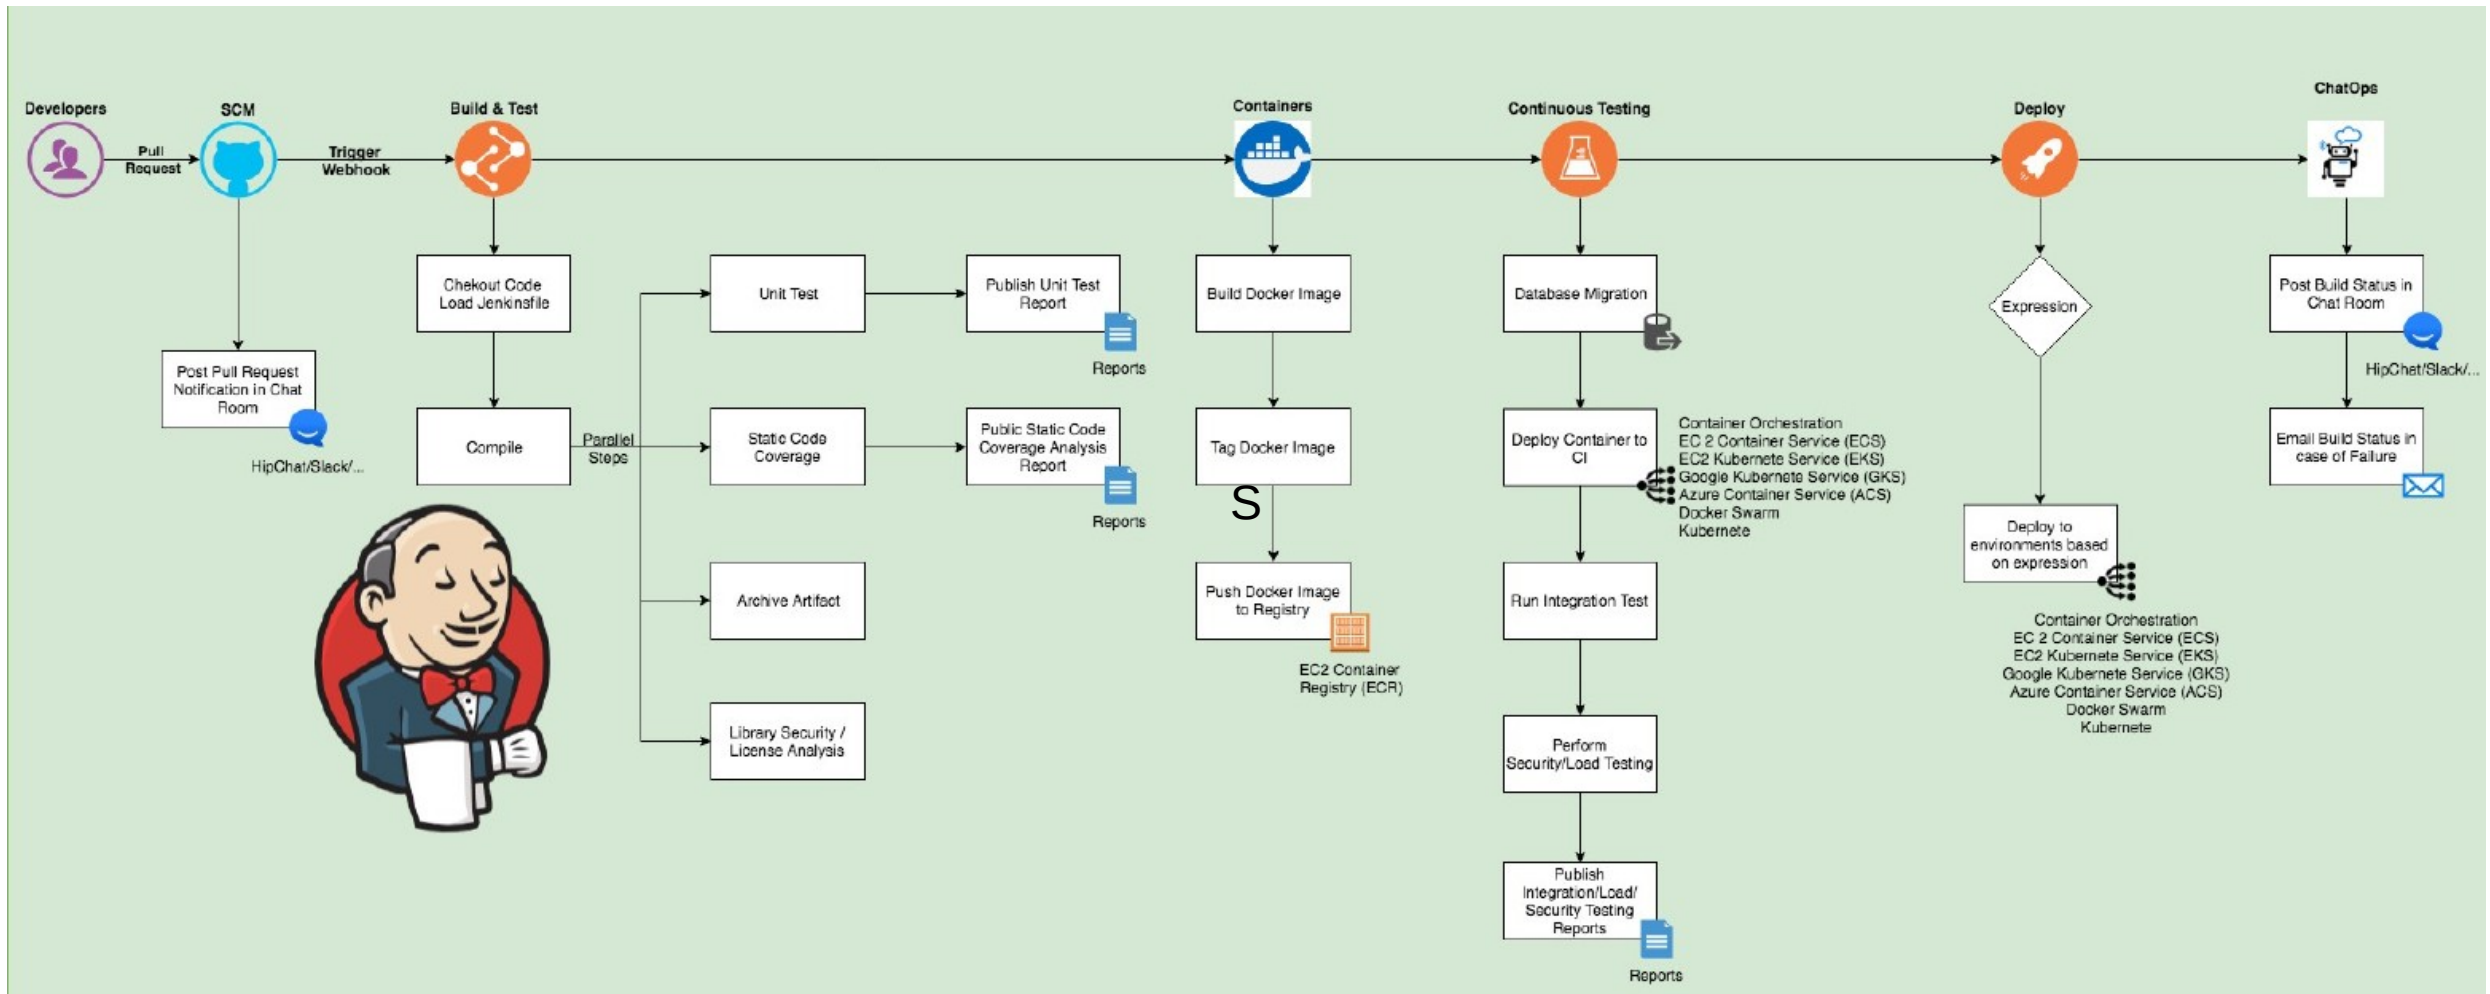 Developers
Pull
Request
SCM
Trigger
Webhook
Build & Test
Containers
Continuous Testing
Deploy
ChatOps
Post Pull Request
Notification in Chat
Room
HipChat/Slack/...
Chekout Code
Load Jenkinsfile
Compile
Parallel
Steps
Unit Test
Publish Unit Test
Report
Reports
Static Code
Coverage
Public Static Code
Coverage Analysis
Report
Reports
Archive Artifact
Library Security /
License Analysis
Build Docker Image
Tag Docker Image
S
Push Docker Image
to Registry
EC2 Container
Registry (ECR)
Database Migration
Deploy Container to
CI
Container Orchestration
EC 2 Container Service (ECS)
EC2 Kubernete Service (EKS)
Google Kubernete Service (GKS)
Azure Container Service (ACS)
Docker Swarm
Kubernete
Run Integration Test
Perform
Security/Load Testing
Publish
Integration/Load/
Security Testing
Reports
Reports
Expression
Deploy to
environments based
on expression
Container Orchestration
EC 2 Container Service (ECS)
EC2 Kubernete Service (EKS)
Google Kubernete Service (GKS)
Azure Container Service (ACS)
Docker Swarm
Kubernete
Post Build Status in
Chat Room
HipChat/Slack/...
Email Build Status in
case of Failure